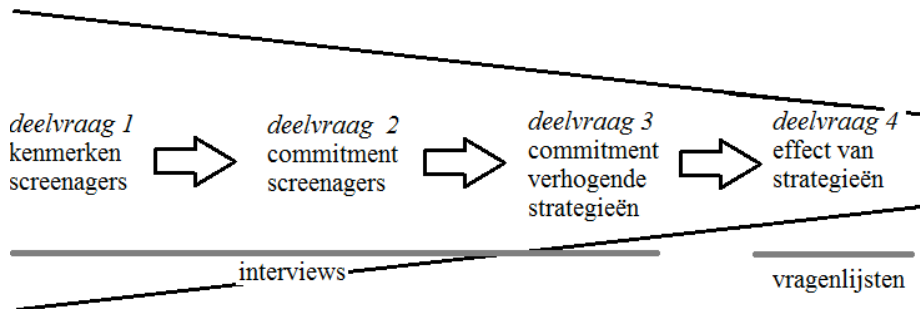 deelvraag 1
kenmerken
screenagers
deelvraag 2
commitment
screenagers
deelvraag 3
commitment
verhogende
strategieën
deelvraag 4
effect van
strategieën
interviews
vragenlijsten